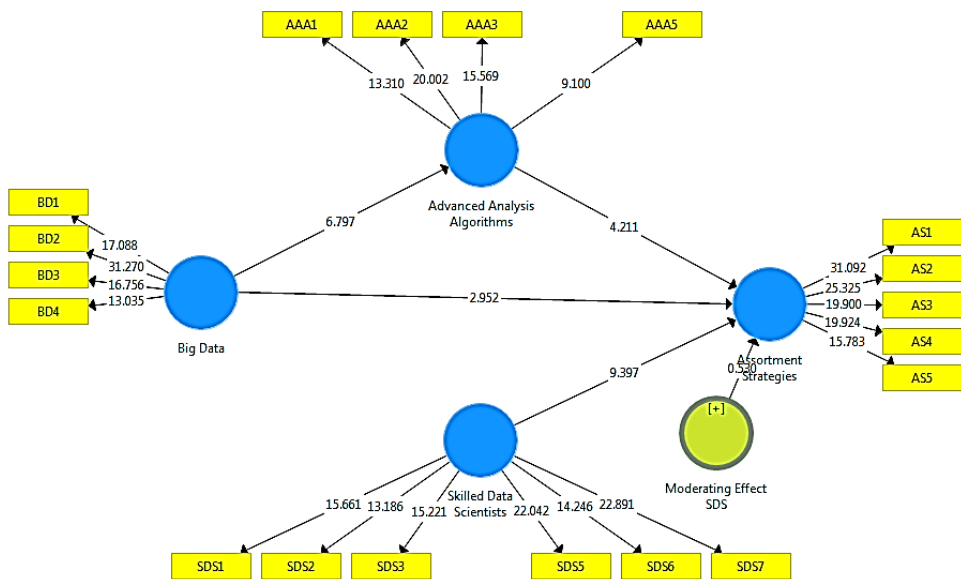 AAA1 AAA2 AAA3 AAA5
13.310 20.002 15.569 9.100
Advanced Analysis
Algorithms
6.797 4.211
BD1
BD2
BD3
BD4
17.088
31.270
16.756
13.035
Big Data
2.952
AS1
AS2
AS3
AS4
AS5
31.092
25.325
19.900
19.924
15.783
Assortment
Strategies
0.530
9.397
[+]
Moderating Effect
SDS
Skilled Data
Scientists
15.661 13.186 15.221 22.042 14.246 22.891
SDS1 SDS2 SDS3 SDS5 SDS6 SDS7